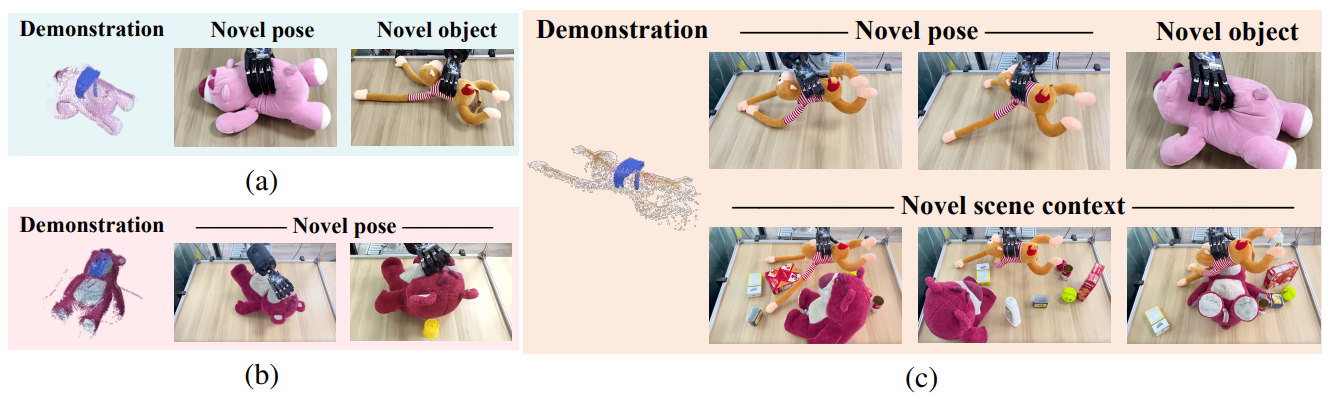 Demonstration Novel pose Novel object
(a)
Demonstration Novel pose
(b)
Demonstration Novel pose Novel object
Novel scene context
(c)